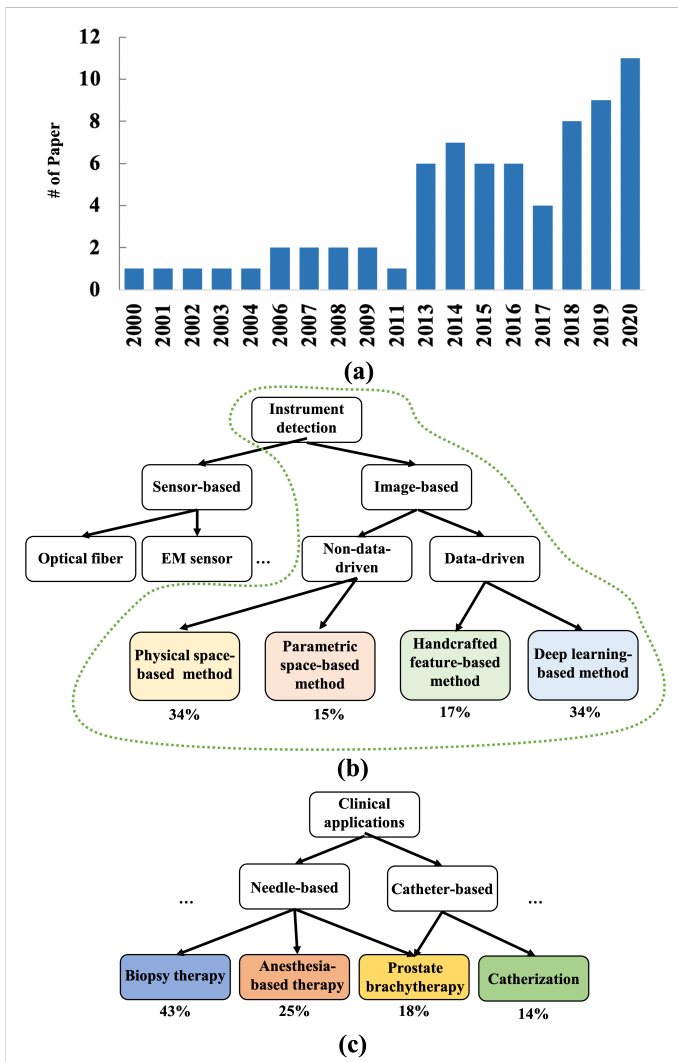 12
10
8
6
4
2
0
# of Paper
2000 2001 2002 2003 2004 2006 2007 2008 2009 2011 2013 2014 2015 2016 2017 2018 2019 2020
(a)
Instrument
detection
Sensor-based
Image-based
Optical fiber
EM sensor
...
Non-data-
driven
Data-driven
Physical space-
based method
Parametric
space-based
method
Handcrafted
feature-based
method
Deep learning-
based method
34%
15%
17%
34%
(b)
Clinical
applications
...
Needle-based
Catheter-based
...
Biopsy therapy
Anesthesia-
based therapy
Prostate
brachytherapy
Catherization
43%
25%
18%
14%
(c)